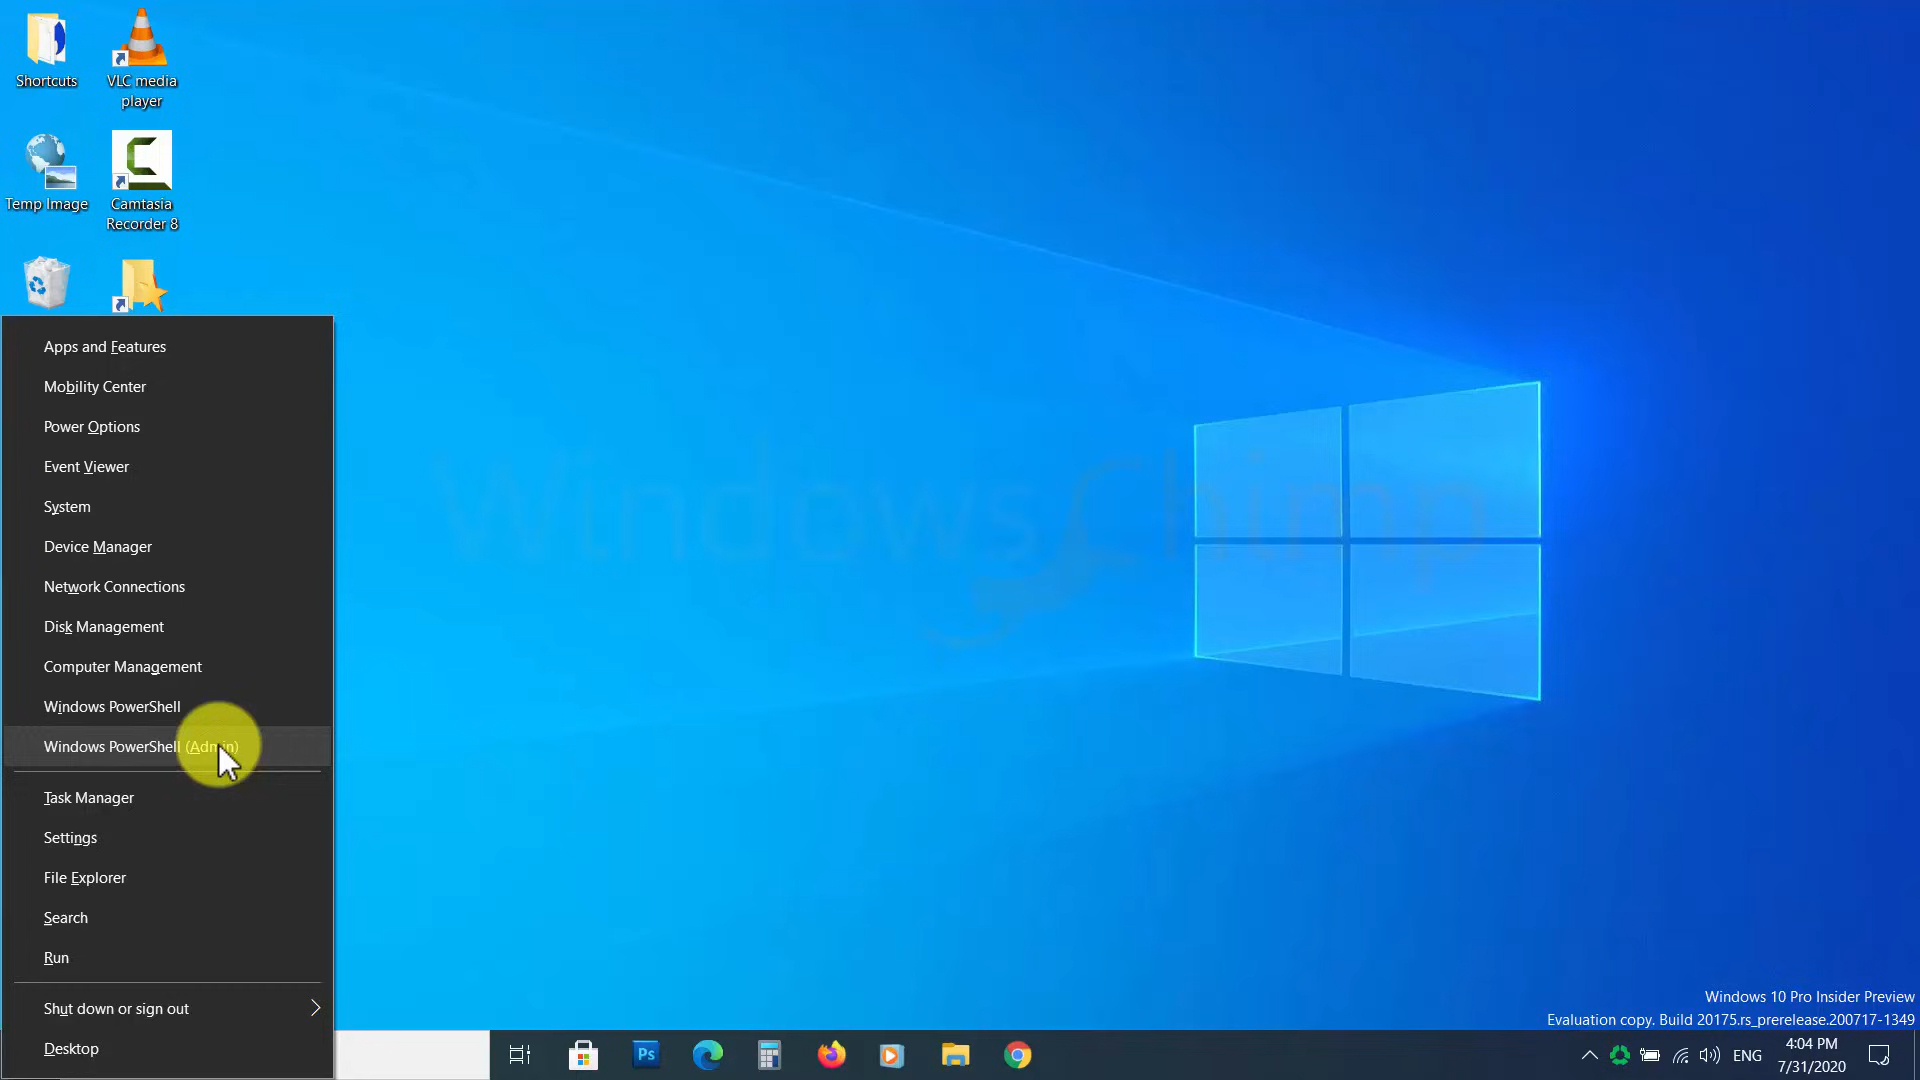 Shortcuts
VLC media
player
Temp Image
Camtasia
Recorder 8
Apps and Features
Mobility Center
Power Options
Event Viewer
System
Device Manager
Network Connections
Disk Management
Computer Management
Windows PowerShell
Windows PowerShell (Admin)
Task Manager
Settings
File Explorer
Search
Run
Shut down or sign out
Desktop
WindowsChimp
Windows 10 Pro Insider Preview
Evaluation copy. Build 20175.rs_prerelease.200717-1349
Ps
ENG
4:04 PM
7/31/2020